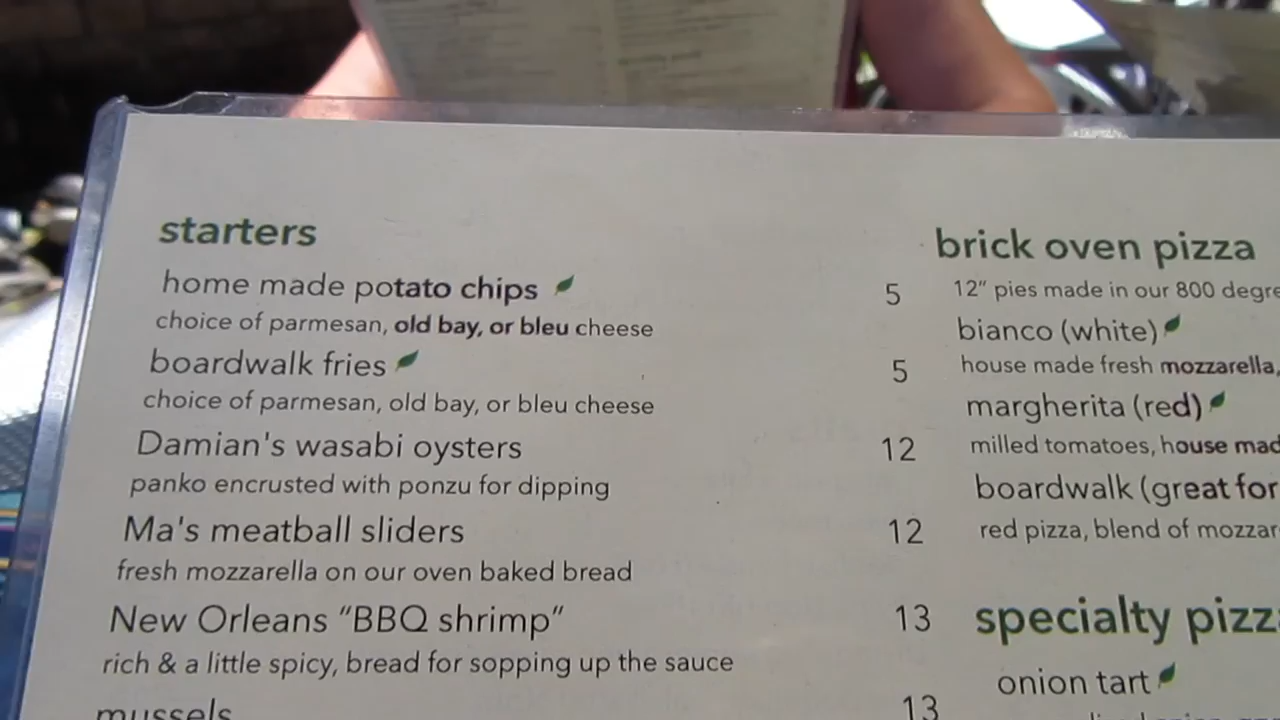 starters
home made potato chips 5
choice of parmesan, old bay, or bleu cheese
boardwalk fries 5
choice of parmesan, old bay, or bleu cheese
Damian's wasabi oysters 12
panko encrusted with ponzu for dipping
Ma's meatball sliders 12
fresh mozzarella on our oven baked bread
New Orleans “BBQ shrimp” 13
rich & a little spicy, bread for sopping up the sauce
mussels 13
brick oven pizza
12” pies made in our 800 degre
bianco (white)
house made fresh mozzarella,
margherita (red)
milled tomatoes, house mad
boardwalk (great for
red pizza, blend of mozzar
specialty pizz
onion tart